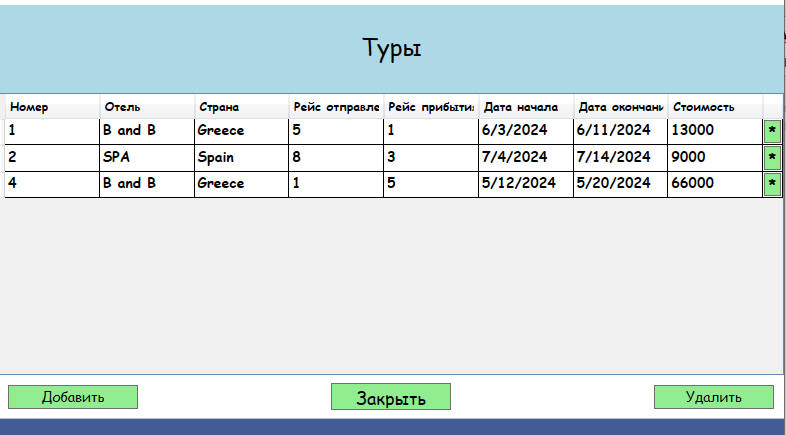 Туры
Номер Отель Страна Рейс отправле Рейс прибыти Дата начала Дата окончани Стоимость
1 B and B Greece 5 1 6/3/2024 6/11/2024 13000 *
2 SPA Spain 8 3 7/4/2024 7/14/2024 9000 *
4 B and B Greece 1 5 5/12/2024 5/20/2024 66000 *
Добавить Закрыть Удалить